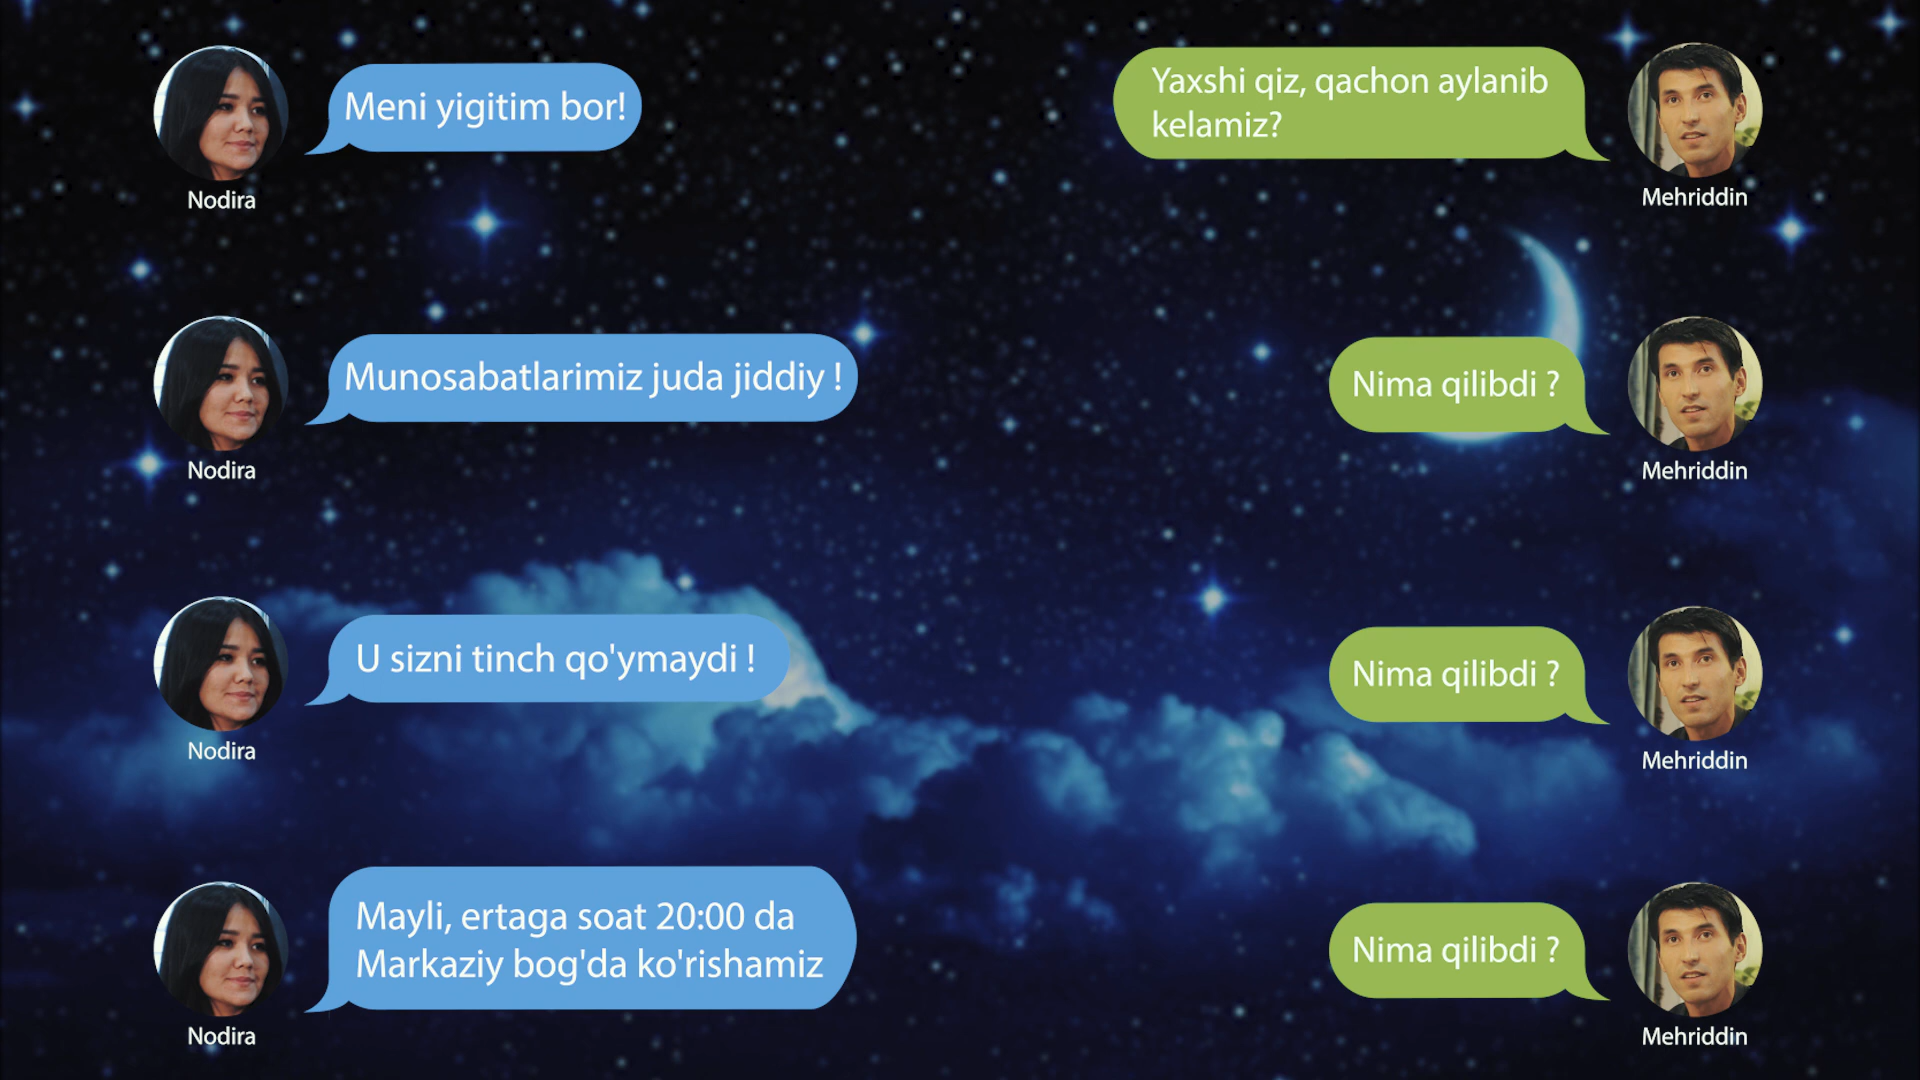 Yaxshi qiz, qachon aylanib
kelamiz?
Mehriddin
Meni yigitim bor!
Nodira
Nima qilibdi ?
Mehriddin
Munosabatlarimiz juda jiddiy !
Nodira
Nima qilibdi ?
Mehriddin
U sizni tinch qo'ymaydi !
Nodira
Nima qilibdi ?
Mehriddin
Mayli, ertaga soat 20:00 da
Markaziy bog'da ko'rishamiz
Nodira